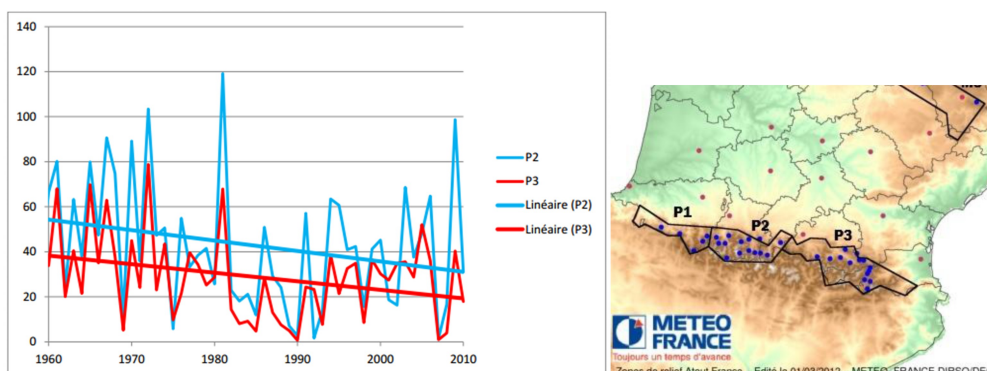 140
120
100
80
60
40
20
0
1960 1970 1980 1990 2000 2010
P2
P3
Linéaire (P2)
Linéaire (P3)
P1 P2 P3
METEO
FRANCE
Toujours un temps d'avance